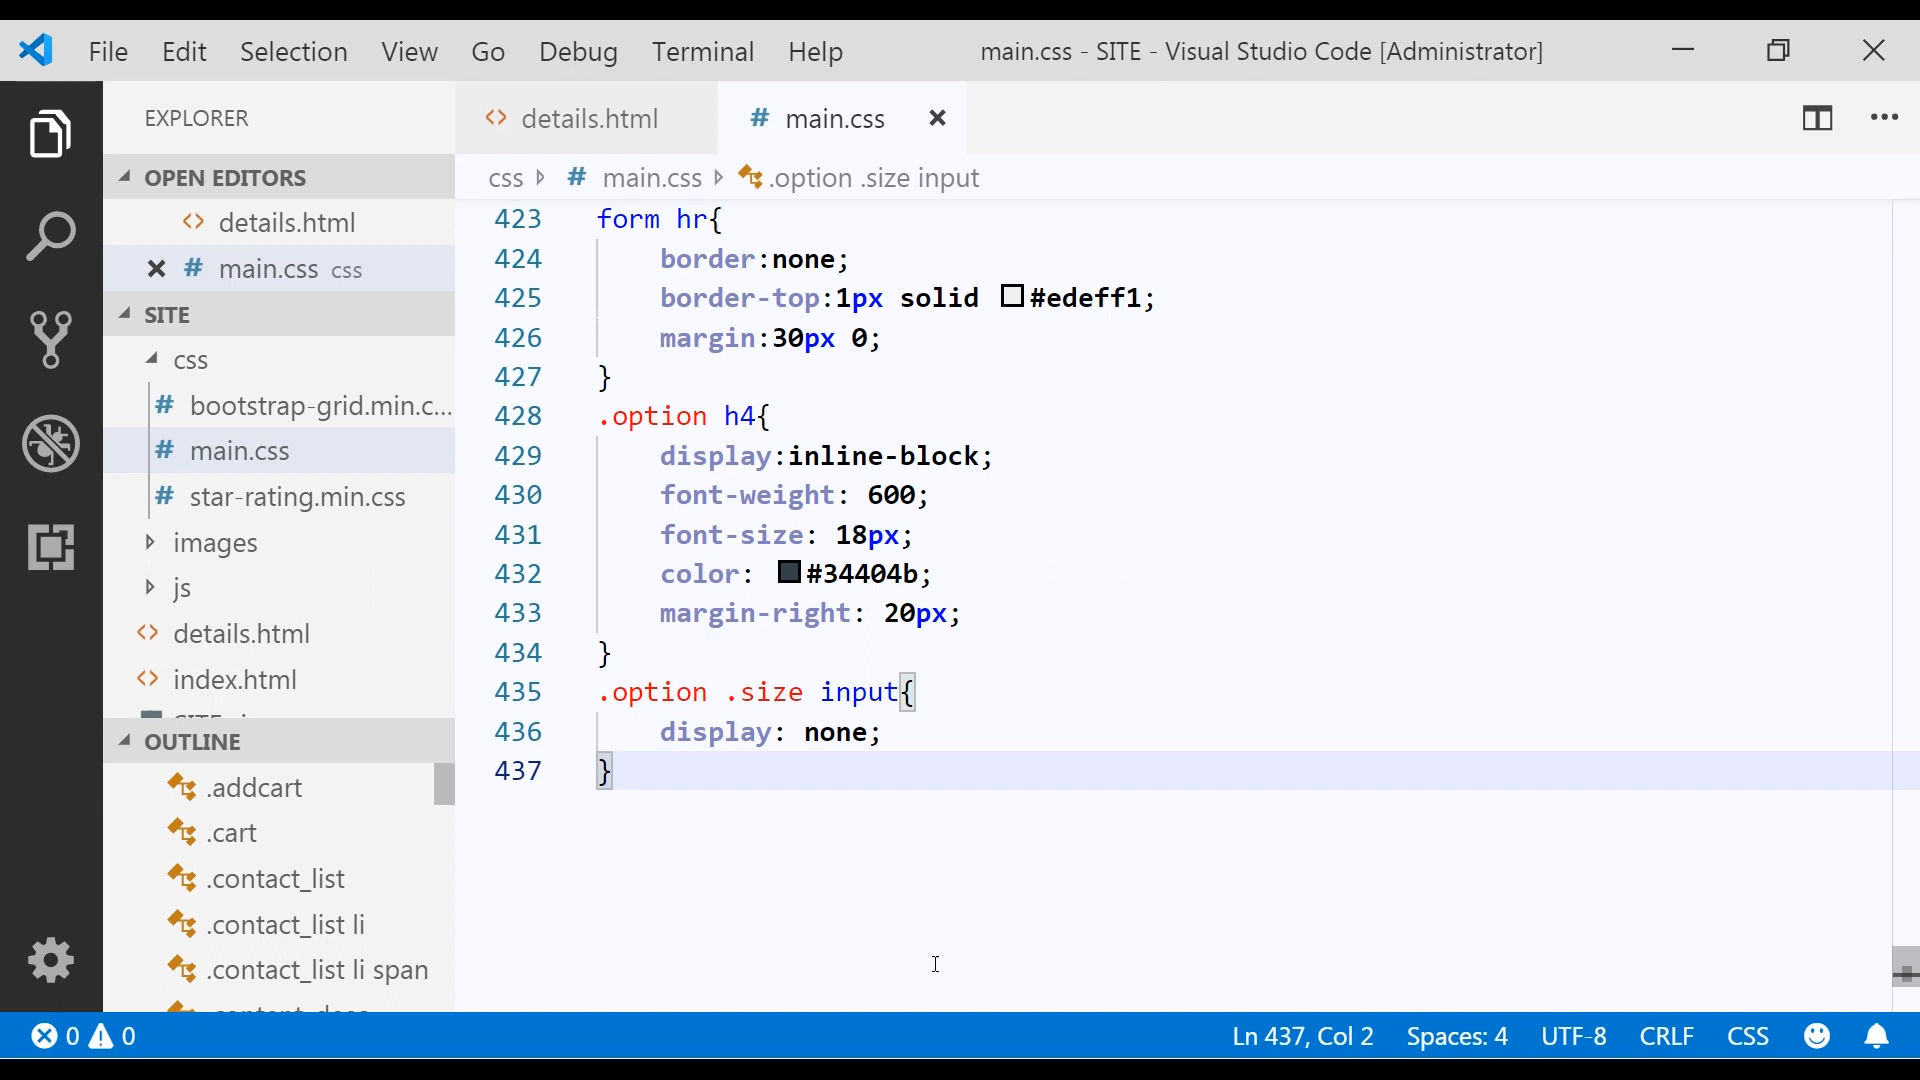 File Edit Selection View Go Debug Terminal Help main.css - SITE - Visual Studio Code [Administrator]
EXPLORER
OPEN EDITORS
details.html
main.css css
SITE
css
bootstrap-grid.min.c...
main.css
star-rating.min.css
images
js
details.html
index.html
OUTLINE
.addcart
.cart
.contact_list
.contact_list li
.contact_list li span
details.html # main.css
css # main.css .option .size input
423 form hr{
424 border:none;
425 border-top:1px solid #edeff1;
426 margin:30px 0;
427 }
428 .option h4{
429 display:inline-block;
430 font-weight: 600;
431 font-size: 18px;
432 color: #34404b;
433 margin-right: 20px;
434 }
435 .option .size input{
436 display: none;
437 }
0 0 Ln 437, Col 2 Spaces: 4 UTF-8 CRLF CSS